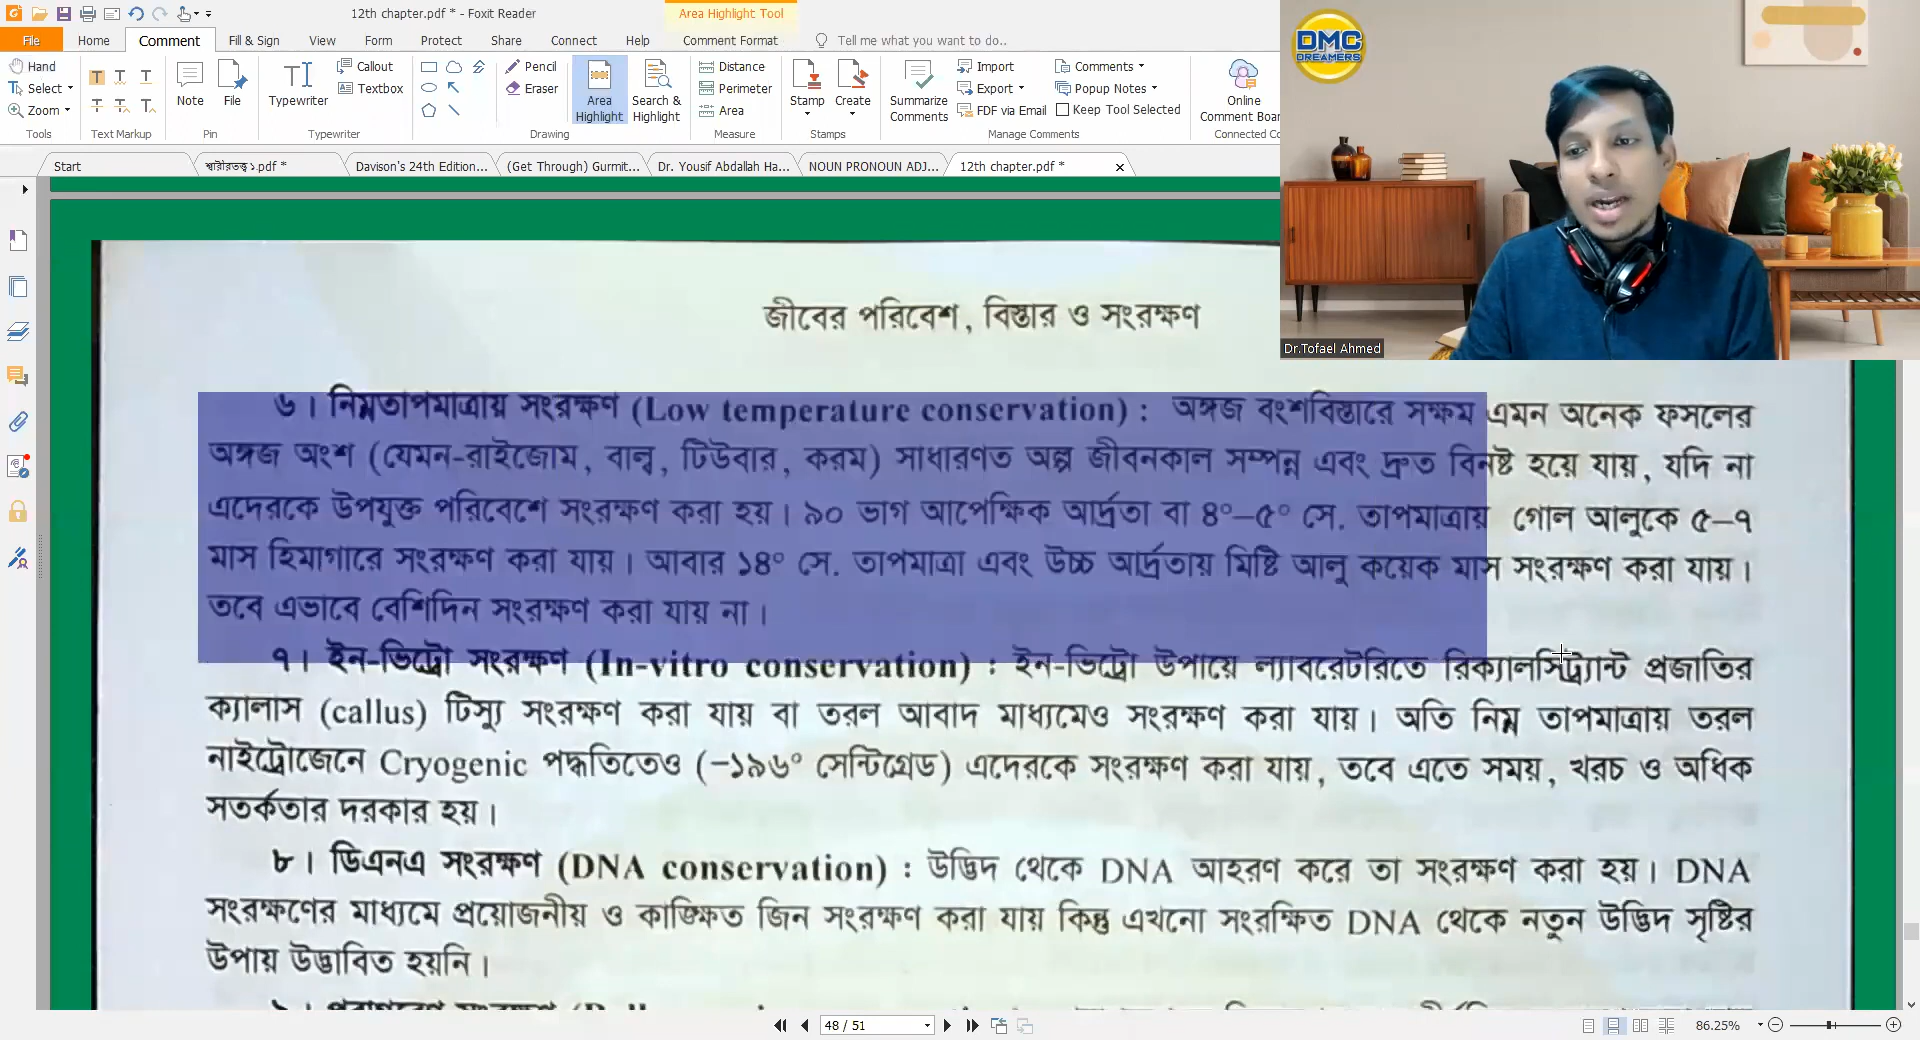 12th chapter.pdf * - Foxit Reader
Area Highlight Tool
File Home Comment Fill & Sign View Form Protect Share Connect Help Comment Format Tell me what you want to do..
Hand
Select
Zoom
Tools
Text Markup
Note
File
Pin
Typewriter
Callout
Textbox
Typewriter
Pencil
Eraser
Area Highlight
Search & Highlight
Drawing
Distance
Perimeter
Area
Measure
Stamp
Create
Stamps
Summarize Comments
Import
Export
FDF via Email
Comments
Popup Notes
Keep Tool Selected
Manage Comments
Online Comment Boar
Connected Co
DMC
DREAMERS
Dr.Tofael Ahmed
Start শারীরতত্ত্ব ১.pdf * Davison's 24th Edition... (Get Through) Gurmit... Dr. Yousif Abdallah Ha... NOUN PRONOUN ADJ... 12th chapter.pdf *
জীবের পরিবেশ, বিস্তার ও সংরক্ষণ
৬। নিম্নতাপমাত্রায় সংরক্ষণ (Low temperature conservation) : অঙ্গজ বংশবিস্তারে সক্ষম এমন অনেক ফসলের
অঙ্গজ অংশ (যেমন-রাইজোম, বাল্ব, টিউবার, করম) সাধারণত অল্প জীবনকাল সম্পন্ন এবং দ্রুত বিনষ্ট হয়ে যায়, যদি না
এদেরকে উপযুক্ত পরিবেশে সংরক্ষণ করা হয়। ৯০ ভাগ আপেক্ষিক আর্দ্রতা বা ৪°–৫° সে. তাপমাত্রায় গোল আলুকে ৫–৭
মাস হিমাগারে সংরক্ষণ করা যায়। আবার ১৪° সে. তাপমাত্রা এবং উচ্চ আর্দ্রতায় মিষ্টি আলু কয়েক মাস সংরক্ষণ করা যায়।
তবে এভাবে বেশিদিন সংরক্ষণ করা যায় না।
৭। ইন-ভিট্রো সংরক্ষণ (In-vitro conservation) : ইন-ভিট্রো উপায়ে ল্যাবরেটরিতে রিক্যালসিট্র্যান্ট প্রজাতির
ক্যালাস (callus) টিস্যু সংরক্ষণ করা যায় বা তরল আবাদ মাধ্যমেও সংরক্ষণ করা যায়। অতি নিম্ন তাপমাত্রায় তরল
নাইট্রোজেনে Cryogenic পদ্ধতিতেও (–১৯৬° সেন্টিগ্রেড) এদেরকে সংরক্ষণ করা যায়, তবে এতে সময়, খরচ ও অধিক
সতর্কতার দরকার হয়।
৮। ডিএনএ সংরক্ষণ (DNA conservation) : উদ্ভিদ থেকে DNA আহরণ করে তা সংরক্ষণ করা হয়। DNA
সংরক্ষণের মাধ্যমে প্রয়োজনীয় ও কাঙ্ক্ষিত জিন সংরক্ষণ করা যায় কিন্তু এখনো সংরক্ষিত DNA থেকে নতুন উদ্ভিদ সৃষ্টির
উপায় উদ্ভাবিত হয়নি।
48 / 51
86.25%